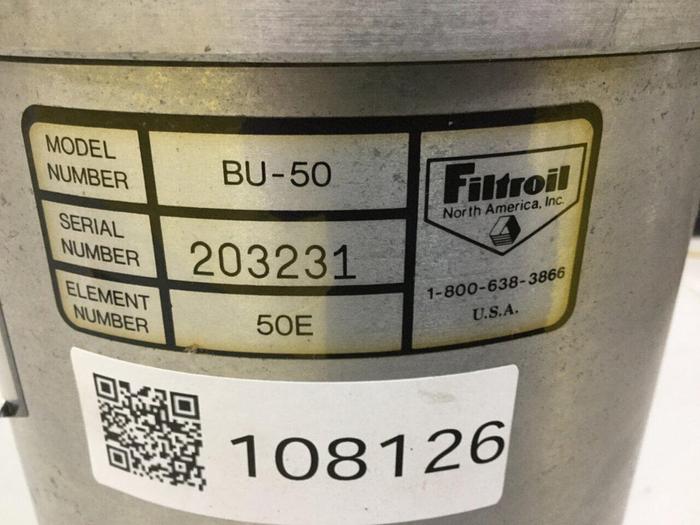 MODEL NUMBER
BU-50
SERIAL NUMBER
203231
ELEMENT NUMBER
50E
Filtroil
North America, Inc.
1-800-638-3866
U.S.A.
108126